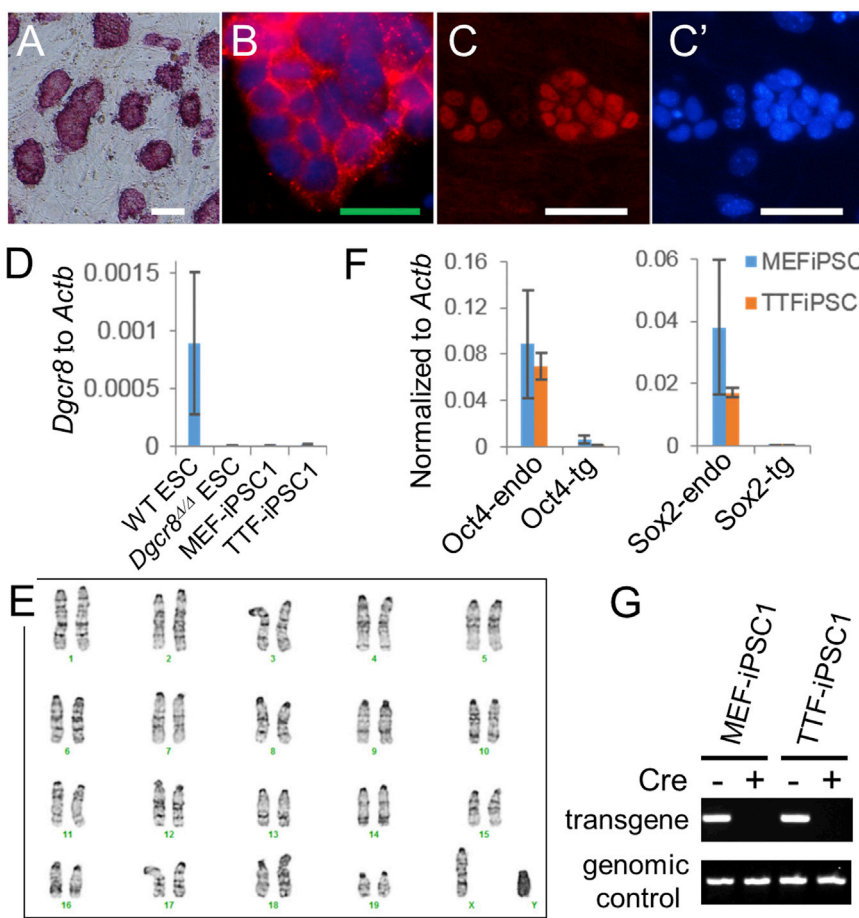 A
B
C
C'
D
Dgcr8 to Actb
0.0015
0.001
0.0005
0
WT ESC
Dgcr8Δ/Δ ESC
MEF-iPSC1
TTF-iPSC1
F
Normalized to Actb
0.16
0.12
0.08
0.04
0
Oct4-endo
Oct4-tg
0.06
0.04
0.02
0
Sox2-endo
Sox2-tg
MEFiPSC
TTFiPSC
E
1 2 3 4 5
6 7 8 9 10
11 12 13 14 15
16 17 18 19 X Y
G
MEF-iPSC1
TTF-iPSC1
Cre - + - +
transgene
genomic
control